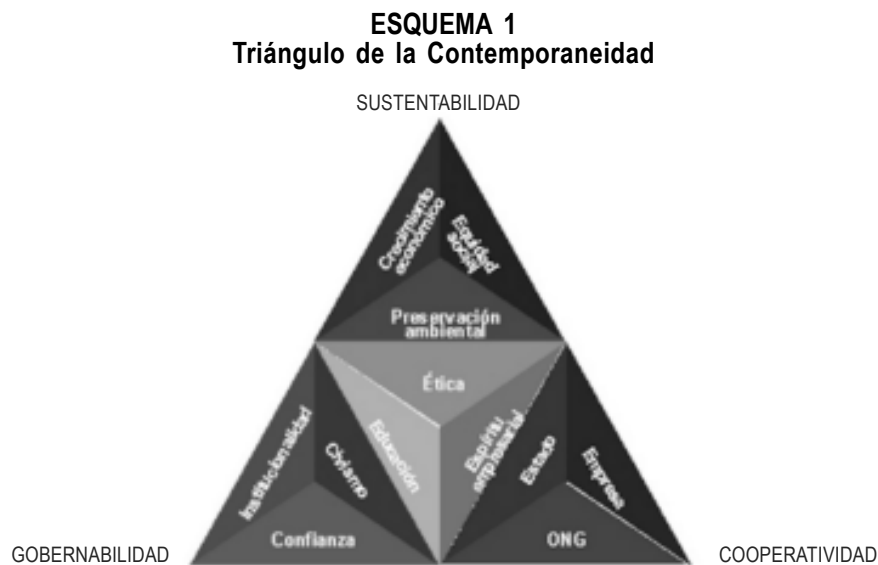 ESQUEMA 1
Triángulo de la Contemporaneidad
SUSTENTABILIDAD
Crecimiento
económico
Equidad
social
Preservación
ambiental
Ética
Institucionalidad
Civismo
Confianza
Educación
Espíritu
empresarial
Estado
Empresa
ONG
GOBERNABILIDAD
COOPERATIVIDAD